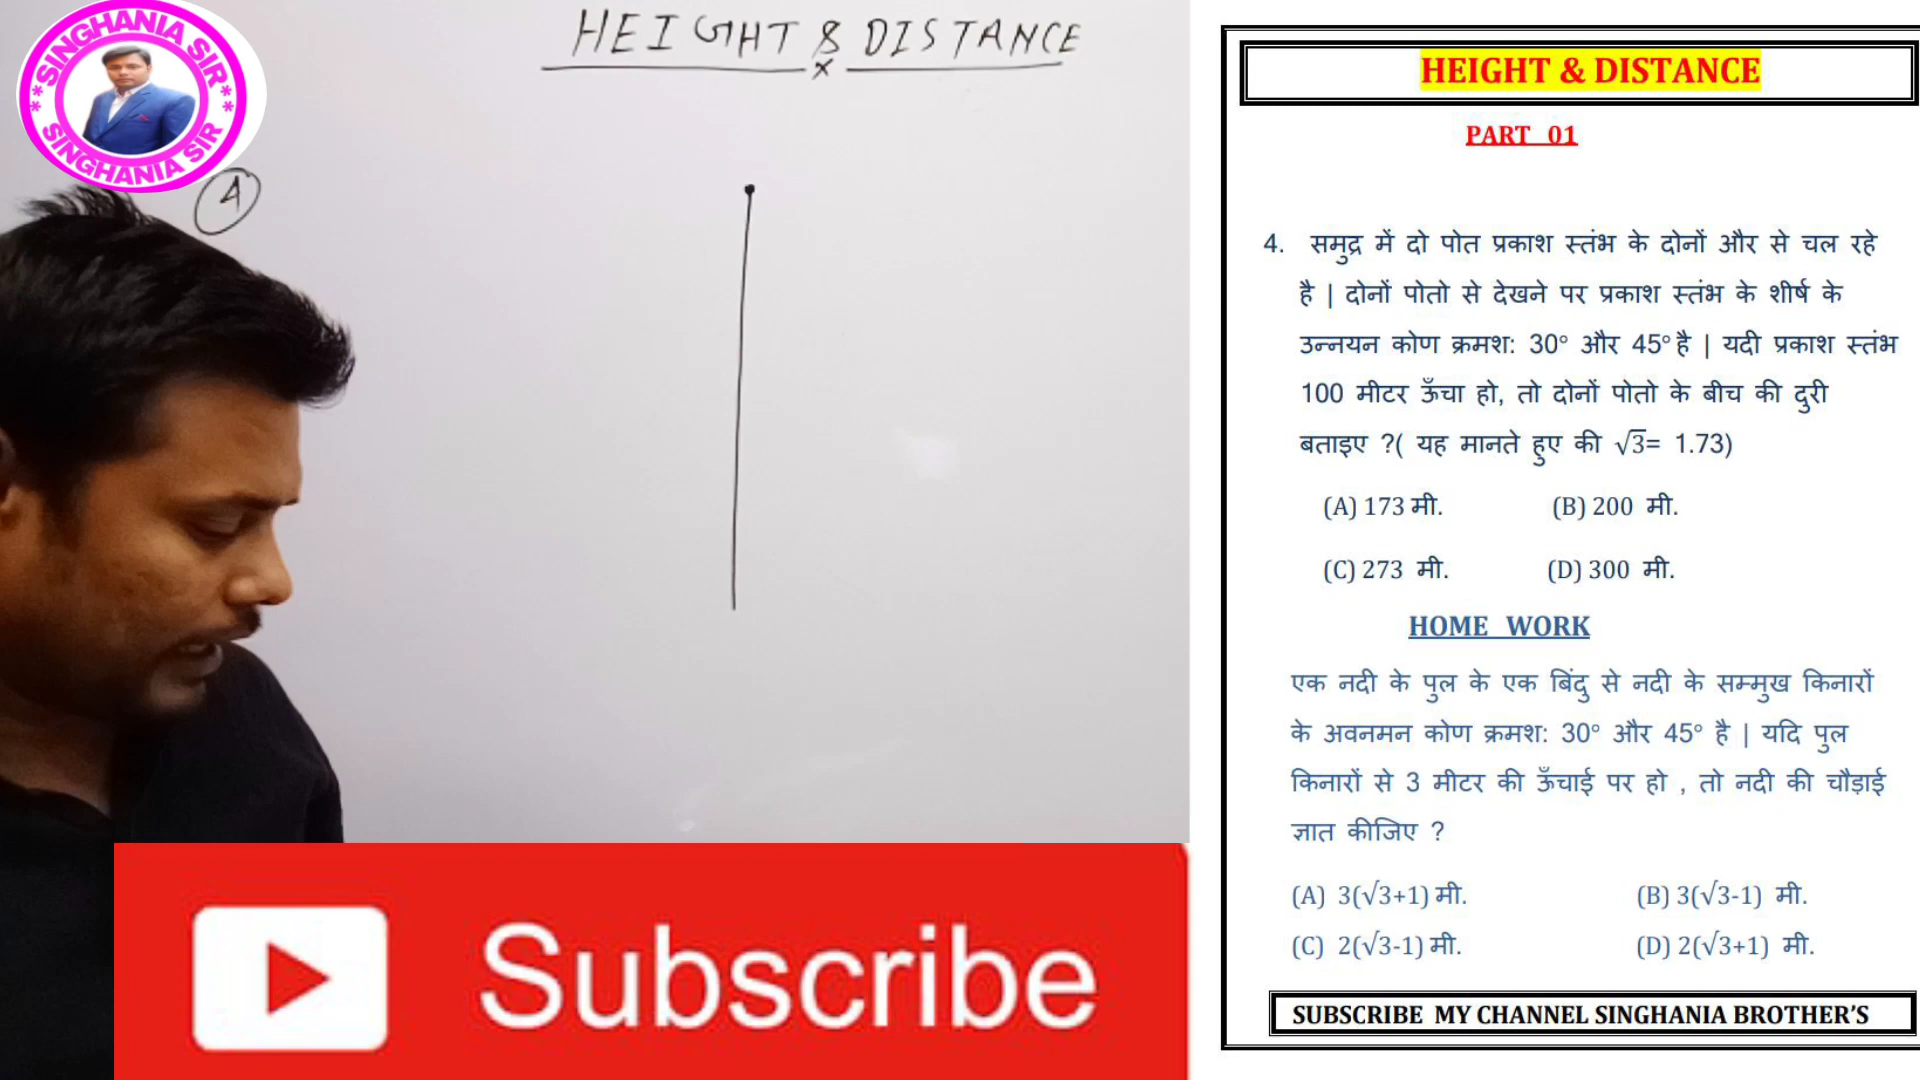 **SINGHANIA SIR**
SINGHANIA SIR
HEIGHT & DISTANCE
x
4
HEIGHT & DISTANCE
PART 01
4. समुद्र में दो पोत प्रकाश स्तंभ के दोनों और से चल रहे
है | दोनों पोतो से देखने पर प्रकाश स्तंभ के शीर्ष के
उन्नयन कोण क्रमश: 30° और 45° है | यदी प्रकाश स्तंभ
100 मीटर ऊँचा हो, तो दोनों पोतो के बीच की दुरी
बताइए ?( यह मानते हुए की √3= 1.73)
(A) 173 मी. (B) 200 मी.
(C) 273 मी. (D) 300 मी.
HOME WORK
एक नदी के पुल के एक बिंदु से नदी के सम्मुख किनारों
के अवनमन कोण क्रमश: 30° और 45° है | यदि पुल
किनारों से 3 मीटर की ऊँचाई पर हो , तो नदी की चौड़ाई
ज्ञात कीजिए ?
(A) 3(√3+1) मी. (B) 3(√3-1) मी.
(C) 2(√3-1) मी. (D) 2(√3+1) मी.
SUBSCRIBE MY CHANNEL SINGHANIA BROTHER'S
Subscribe